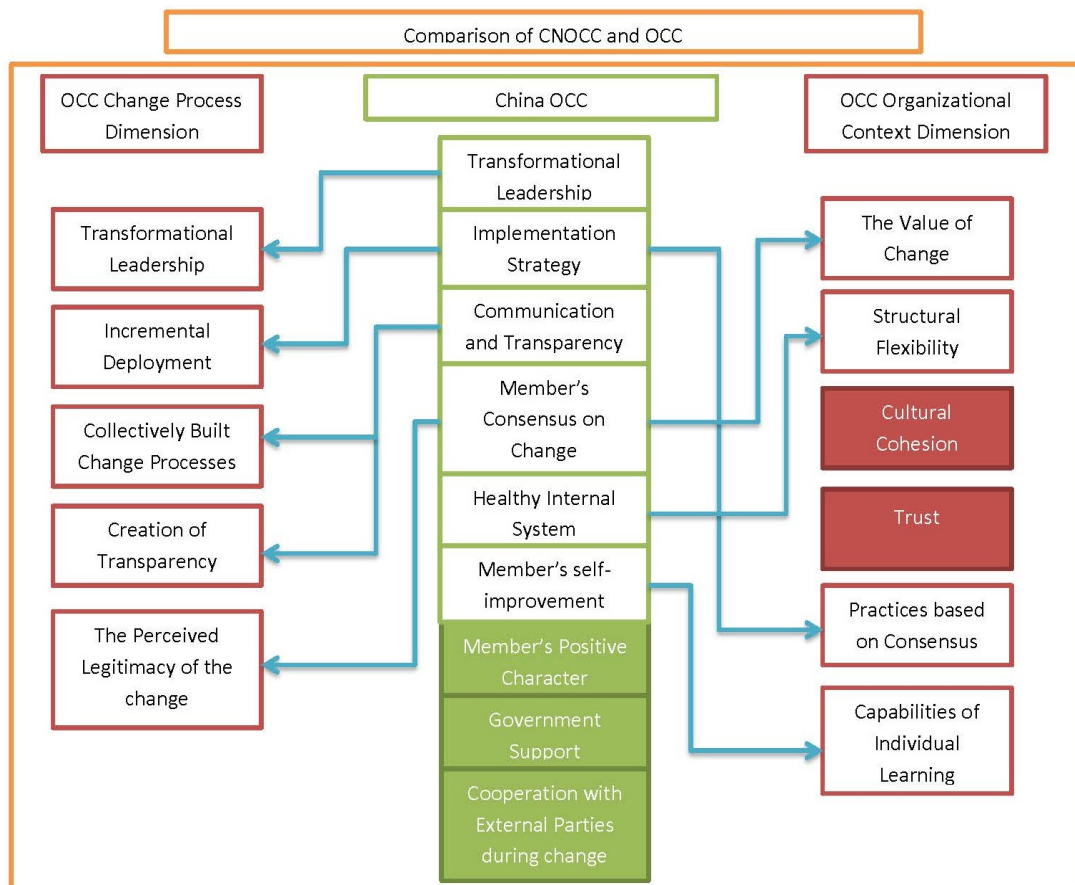 Comparison of CNOCC and OCC
OCC Change Process
Dimension
China OCC
OCC Organizational
Context Dimension
Transformational
Leadership
Incremental
Deployment
Collectively Built
Change Processes
Creation of
Transparency
The Perceived
Legitimacy of the
change
Transformational
Leadership
Implementation
Strategy
Communication
and Transparency
Member’s
Consensus on
Change
Healthy Internal
System
Member’s self-
improvement
Member’s Positive
Character
Government
Support
Cooperation with
External Parties
during change
The Value of
Change
Structural
Flexibility
Cultural
Cohesion
Trust
Practices based
on Consensus
Capabilities of
Individual
Learning